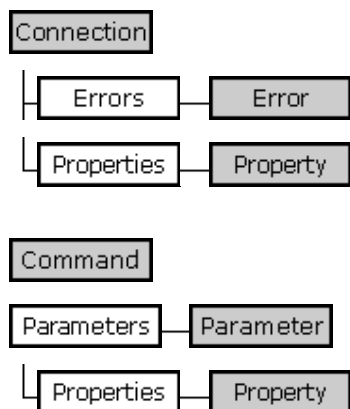 Connection
Errors Error
Properties Property
Command
Parameters Parameter
Properties Property